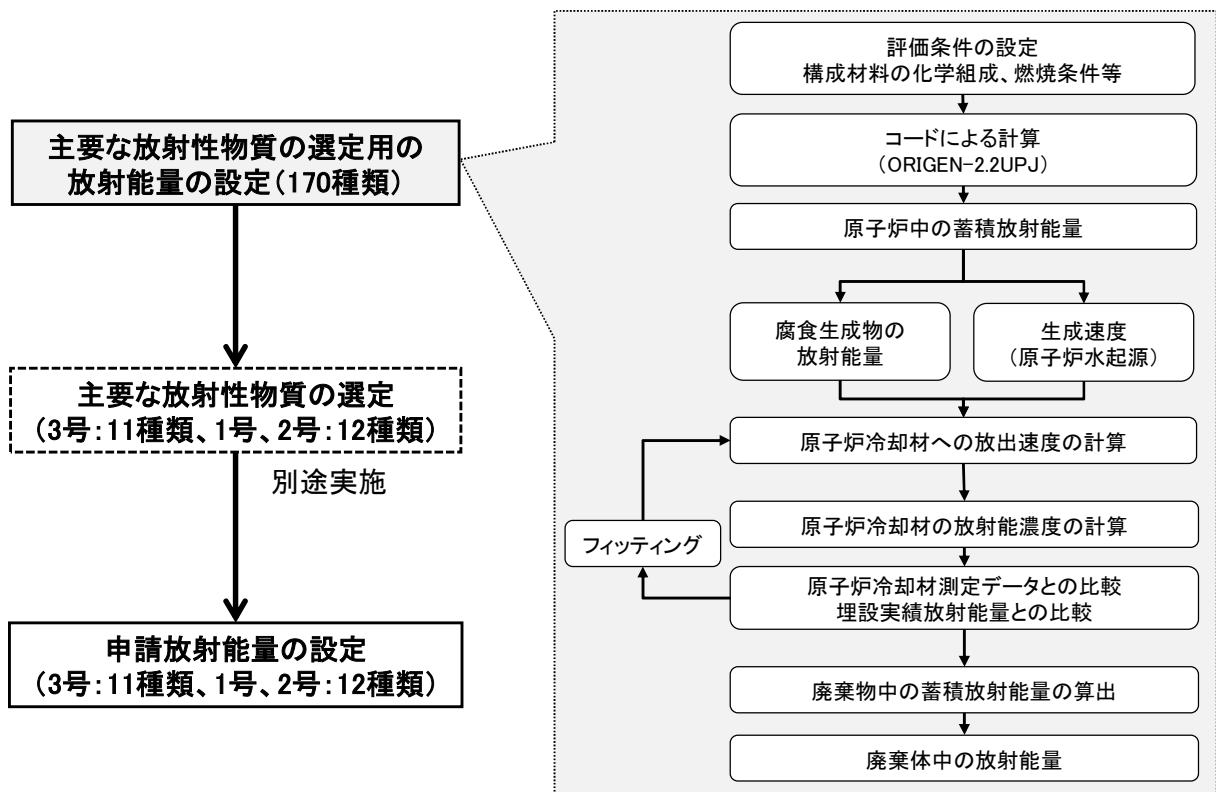 主要な放射性物質の選定用の
放射能量の設定(170種類)
主要な放射性物質の選定
(3号:11種類、1号、2号:12種類)
別途実施
申請放射能量の設定
(3号:11種類、1号、2号:12種類)
評価条件の設定
構成材料の化学組成、燃焼条件等
コードによる計算
(ORIGEN-2.2UPJ)
原子炉中の蓄積放射能量
腐食生成物の
放射能量
生成速度
(原子炉水起源)
原子炉冷却材への放出速度の計算
原子炉冷却材の放射能濃度の計算
フィッティング
原子炉冷却材測定データとの比較
埋設実績放射能量との比較
廃棄物中の蓄積放射能量の算出
廃棄体中の放射能量